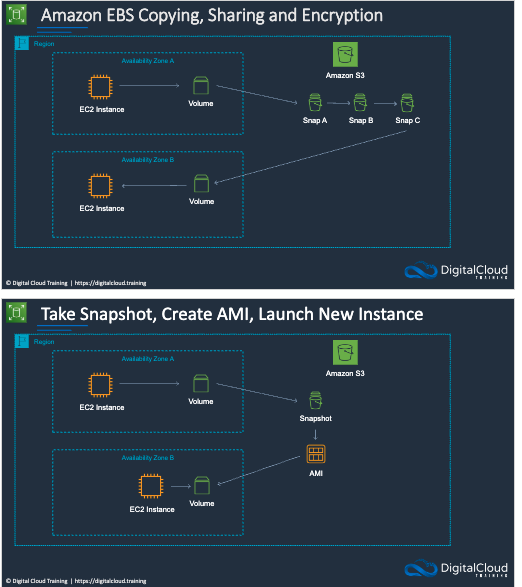 Amazon EBS Copying, Sharing and Encryption
Region
Availability Zone A
Amazon S3
EC2 Instance
Volume
Snap A
Snap B
Snap C
Availability Zone B
EC2 Instance
Volume
© Digital Cloud Training | https://digitalcloud.training
DigitalCloud
TRAINING
Take Snapshot, Create AMI, Launch New Instance
Region
Availability Zone A
Amazon S3
EC2 Instance
Volume
Snapshot
Availability Zone B
AMI
EC2 Instance
Volume
© Digital Cloud Training | https://digitalcloud.training
DigitalCloud
TRAINING